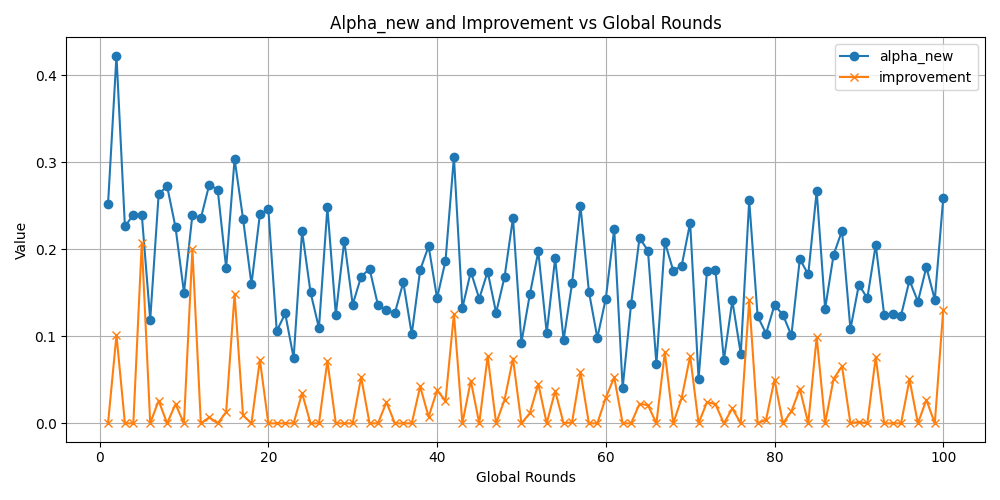 Alpha_new and Improvement vs Global Rounds
alpha_new
improvement
Value
0.4
0.3
0.2
0.1
0.0
0
20
40
60
80
100
Global Rounds